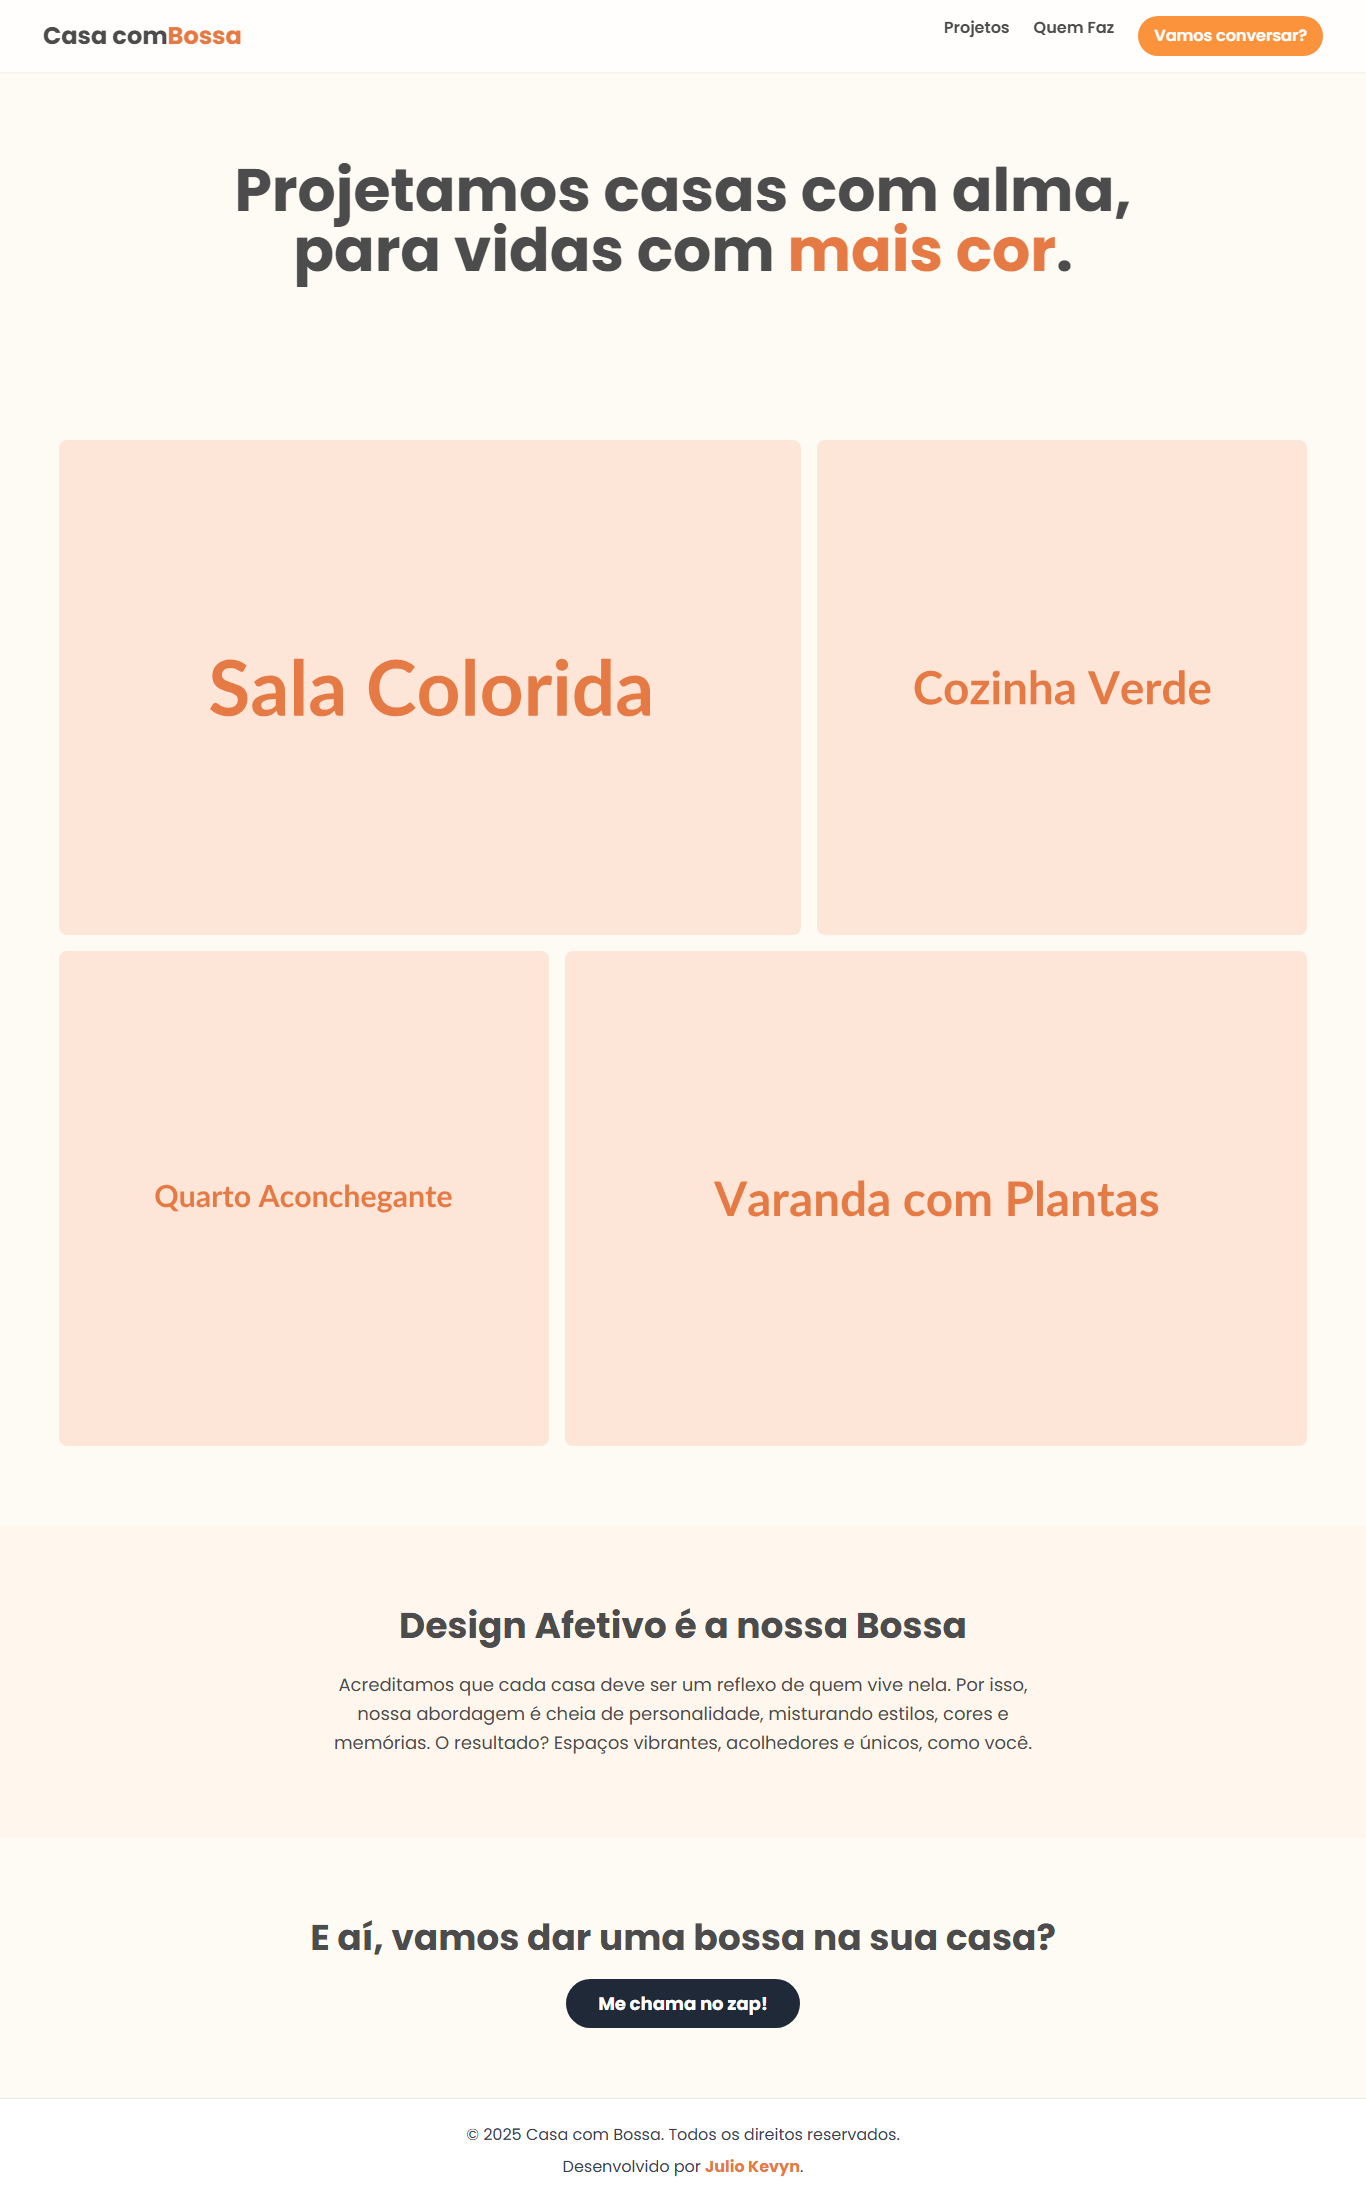 Casa comBossa
Projetos
Quem Faz
Vamos conversar?
Projetamos casas com alma,
para vidas com mais cor.
Sala Colorida
Cozinha Verde
Quarto Aconchegante
Varanda com Plantas
Design Afetivo é a nossa Bossa
Acreditamos que cada casa deve ser um reflexo de quem vive nela. Por isso,
nossa abordagem é cheia de personalidade, misturando estilos, cores e
memórias. O resultado? Espaços vibrantes, acolhedores e únicos, como você.
E aí, vamos dar uma bossa na sua casa?
Me chama no zap!
© 2025 Casa com Bossa. Todos os direitos reservados.
Desenvolvido por Julio Kevyn.